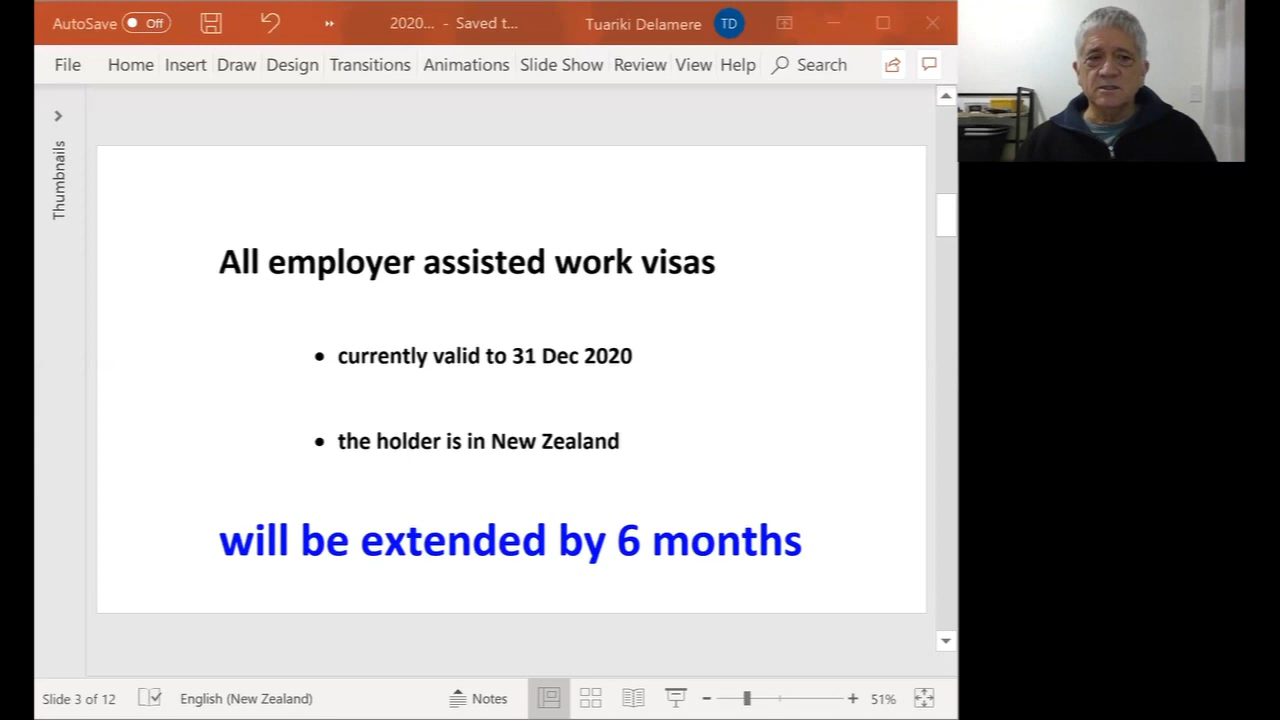 AutoSave Off 2020... - Saved t... Tuariki Delamere TD
File Home Insert Draw Design Transitions Animations Slide Show Review View Help Search
Thumbnails
All employer assisted work visas
• currently valid to 31 Dec 2020
• the holder is in New Zealand
will be extended by 6 months
Slide 3 of 12 English (New Zealand) Notes 51%